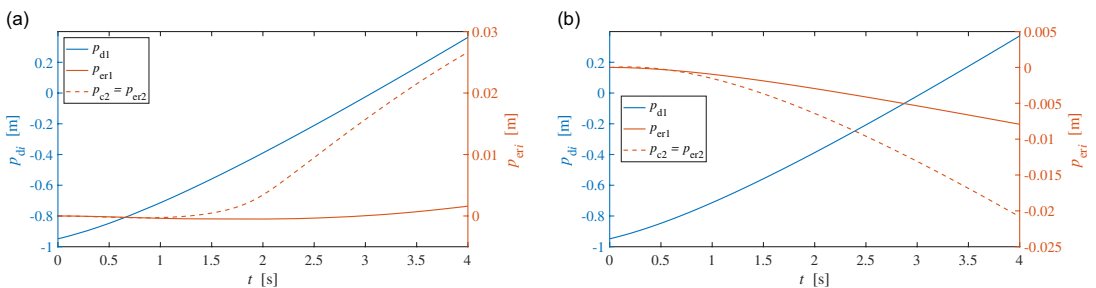 (a)
p_d1
p_er1
p_c2 = p_er2
0.2
0
-0.2
-0.4
-0.6
-0.8
-1
p_di [m]
0.03
0.02
0.01
0
p_eri [m]
0 0.5 1 1.5 2 2.5 3 3.5 4
t [s]
(b)
p_d1
p_er1
p_c2 = p_er2
0.2
0
-0.2
-0.4
-0.6
-0.8
-1
p_di [m]
0.005
0
-0.005
-0.01
-0.015
-0.02
-0.025
p_eri [m]
0 0.5 1 1.5 2 2.5 3 3.5 4
t [s]